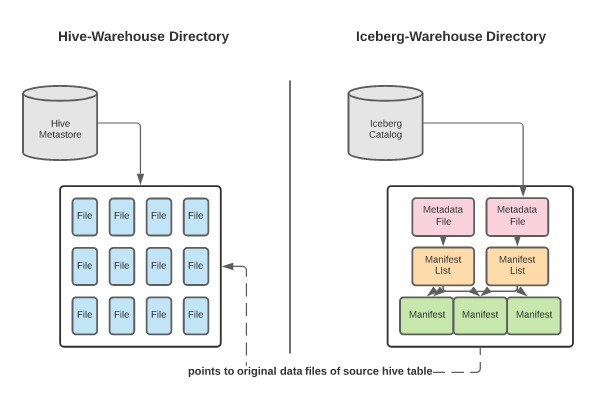 Hive-Warehouse Directory
Iceberg-Warehouse Directory
Hive
Metastore
Iceberg
Catalog
File File File File
File File File File
File File File File
Metadata
File
Metadata
File
Manifest
LIst
Manifest
List
Manifest Manifest Manifest
points to original data files of source hive table